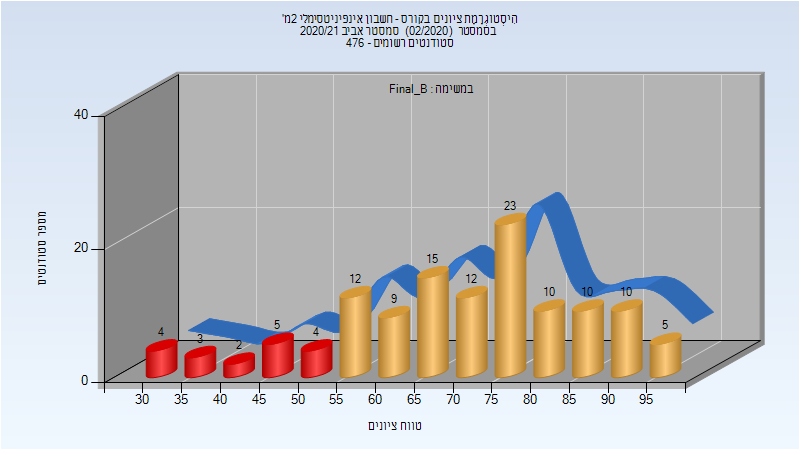 היסטוגרמת ציונים בקורס - חשבון אינפיניטסימלי 2מ'
בסמסטר (02/2020) סמסטר אביב 2020/21
סטודנטים רשומים - 476
במשימה : Final_B
מספר סטודנטים
40
20
0
4
3
2
5
4
12
9
15
12
23
10
10
10
5
30 35 40 45 50 55 60 65 70 75 80 85 90 95
טווח ציונים